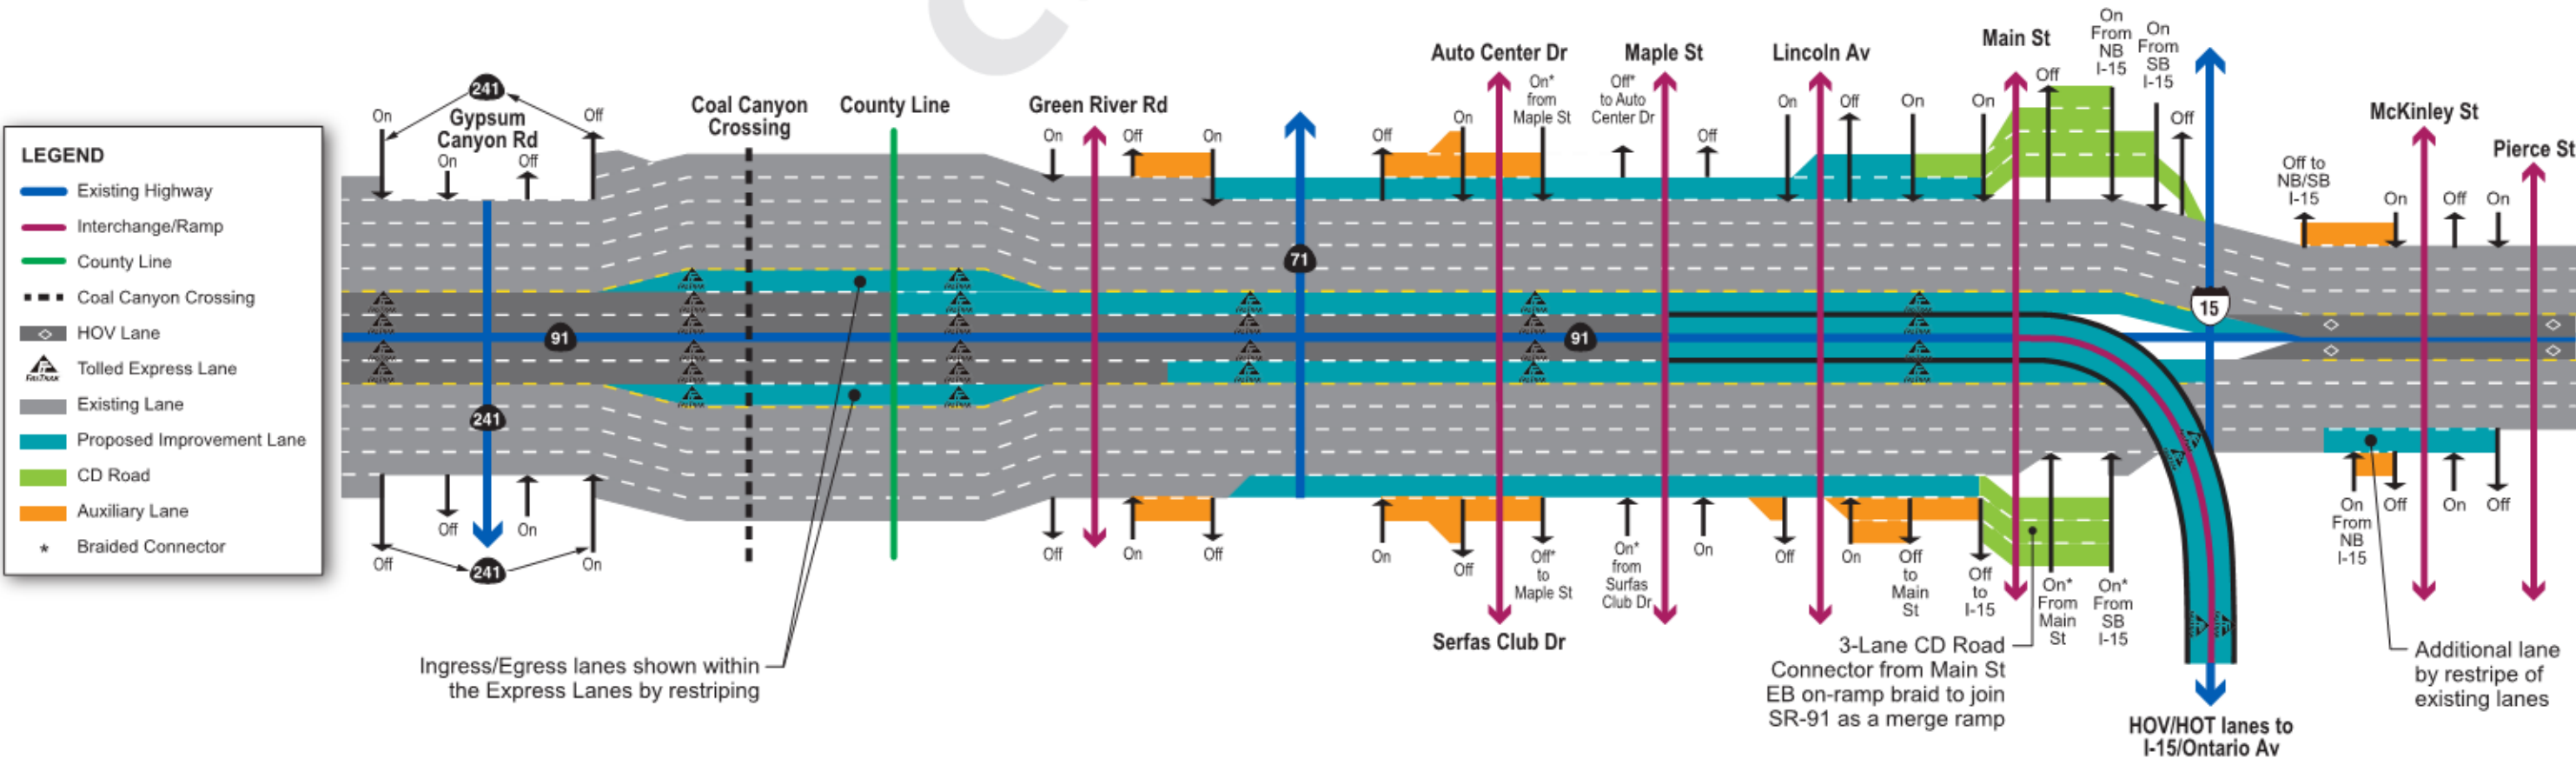 LEGEND
Existing Highway
Interchange/Ramp
County Line
Coal Canyon Crossing
HOV Lane
Tolled Express Lane
Existing Lane
Proposed Improvement Lane
CD Road
Auxiliary Lane
* Braided Connector
On
241
Off
Gypsum
Canyon Rd
On
Off
Coal Canyon
Crossing
County Line
Green River Rd
On
Off
On
Auto Center Dr
Off
On
On*
from
Maple St
Maple St
Off*
to Auto
Center Dr
Off
Lincoln Av
On
Off
On
On
Main St
Off
On
From
NB
I-15
On
From
SB
I-15
Off
Off to
NB/SB
I-15
McKinley St
On
Off
On
Pierce St
71
15
91
91
241
Off
Off
On
On
241
Off
On
Off
On
Off
Off*
to
Maple St
On*
from
Surfas
Club Dr
On
Off
On
Off
to
Main
St
Off
to
I-15
On*
From
Main
St
On*
From
SB
I-15
On
From
NB
I-15
Off
On
Off
Serfas Club Dr
Ingress/Egress lanes shown within
the Express Lanes by restriping
3-Lane CD Road
Connector from Main St
EB on-ramp braid to join
SR-91 as a merge ramp
Additional lane
by restripe of
existing lanes
HOV/HOT lanes to
I-15/Ontario Av